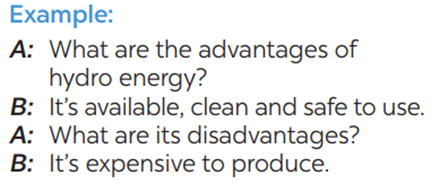 Example:
A: What are the advantages of
hydro energy?
B: It's available, clean and safe to use.
A: What are its disadvantages?
B: It's expensive to produce.